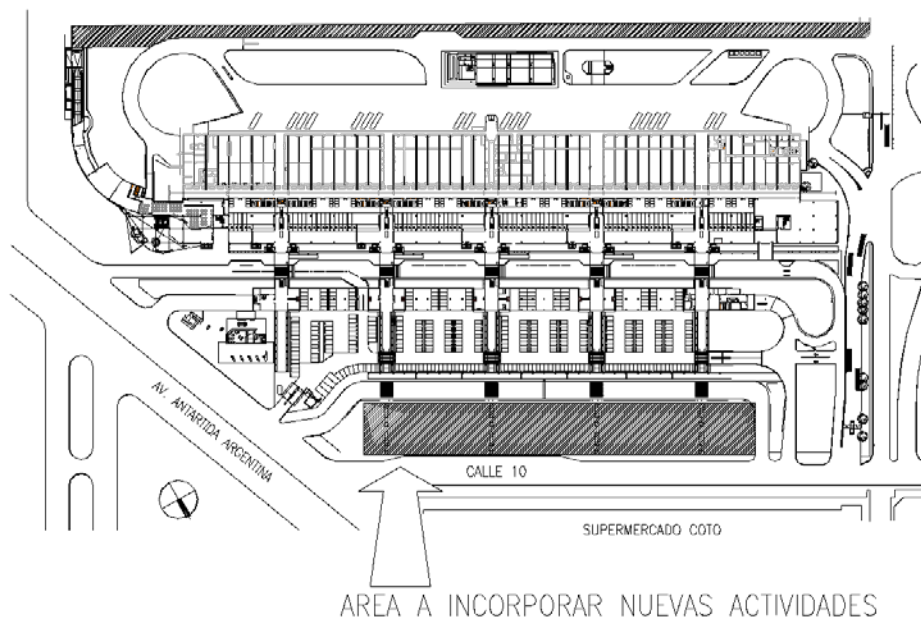 AV. ANTARTIDA ARGENTINA
CALLE 10
SUPERMERCADO COTO
AREA A INCORPORAR NUEVAS ACTIVIDADES